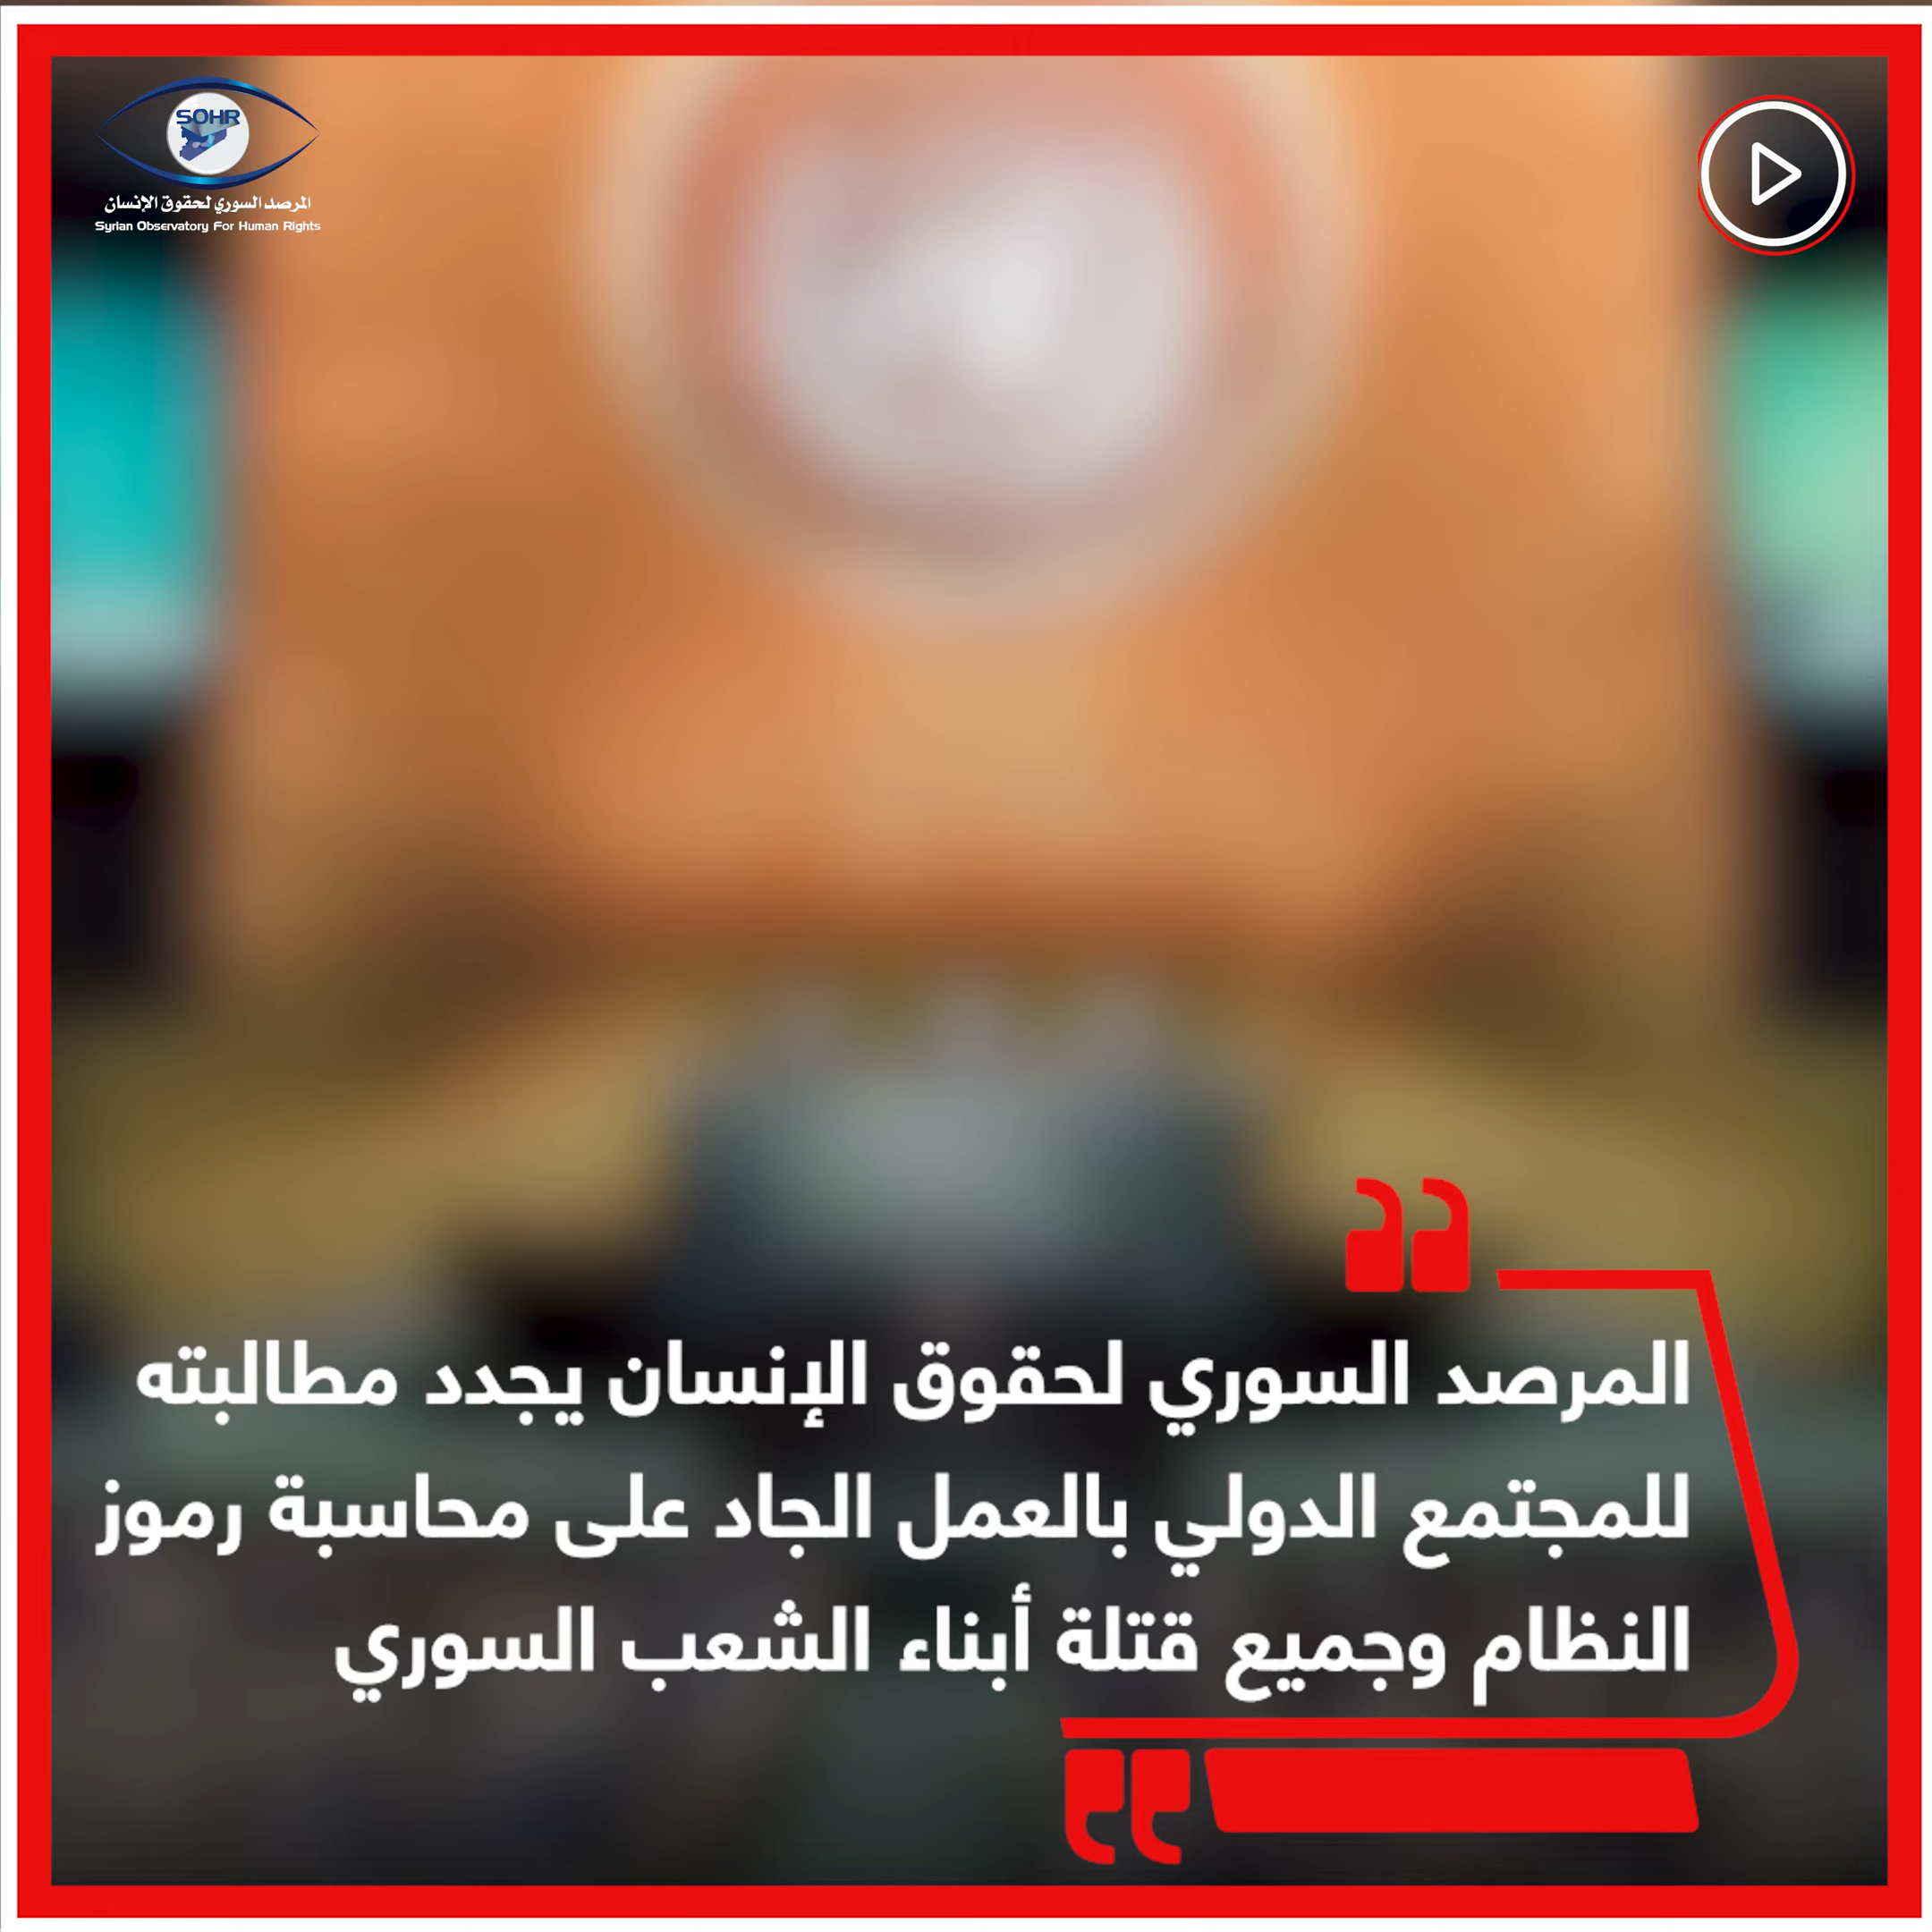 SOHR
المرصد السوري لحقوق الإنسان
Syrian Observatory For Human Rights
المرصد السوري لحقوق الإنسان يجدد مطالبته
للمجتمع الدولي بالعمل الجاد على محاسبة رموز
النظام وجميع قتلة أبناء الشعب السوري